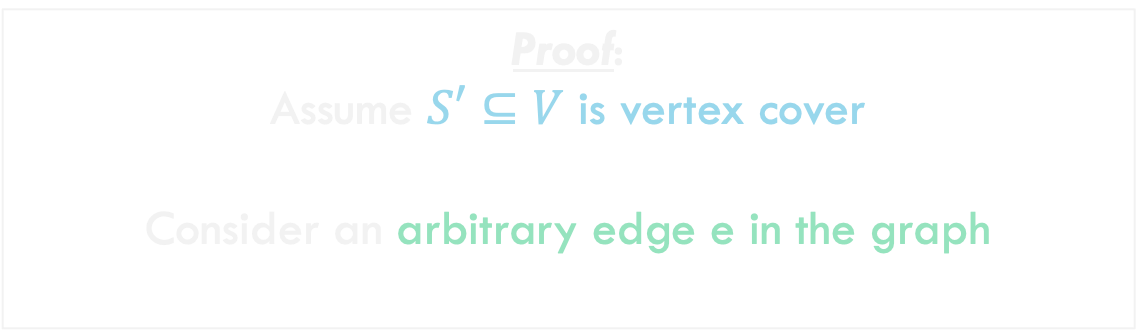 Proof:
Assume S′ ⊆ V is vertex cover
Consider an arbitrary edge e in the graph